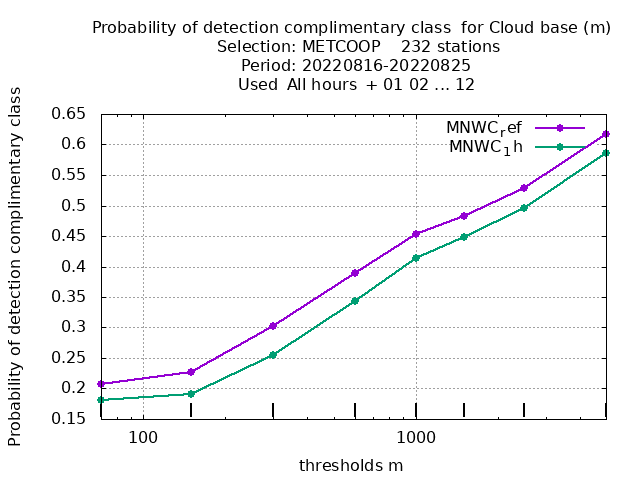 Probability of detection complimentary class  for Cloud base (m)
Selection: METCOOP    232 stations
Period: 20220816-20220825
Used  All hours  + 01 02 ... 12
Probability of detection complimentary class
0.65
0.6
0.55
0.5
0.45
0.4
0.35
0.3
0.25
0.2
0.15
MNWCref
MNWC1h
100
1000
thresholds m